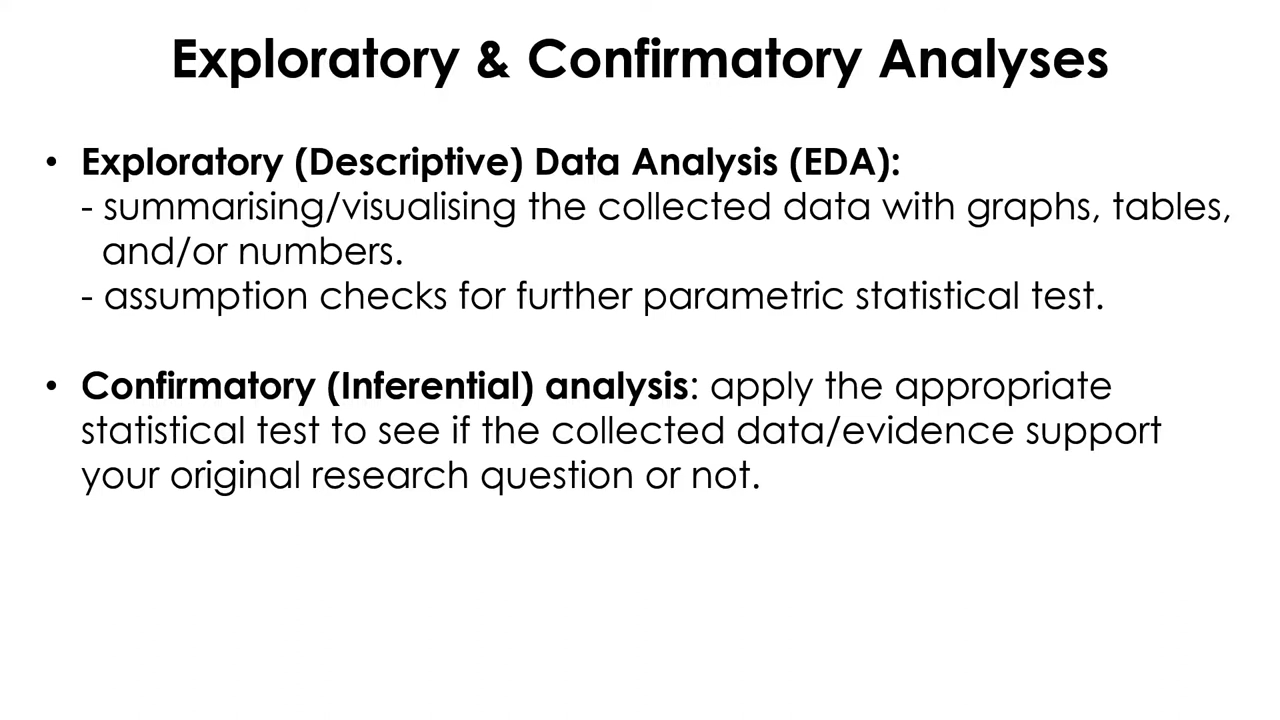 Exploratory & Confirmatory Analyses
• Exploratory (Descriptive) Data Analysis (EDA):
- summarising/visualising the collected data with graphs, tables,
and/or numbers.
- assumption checks for further parametric statistical test.
• Confirmatory (Inferential) analysis: apply the appropriate
statistical test to see if the collected data/evidence support
your original research question or not.